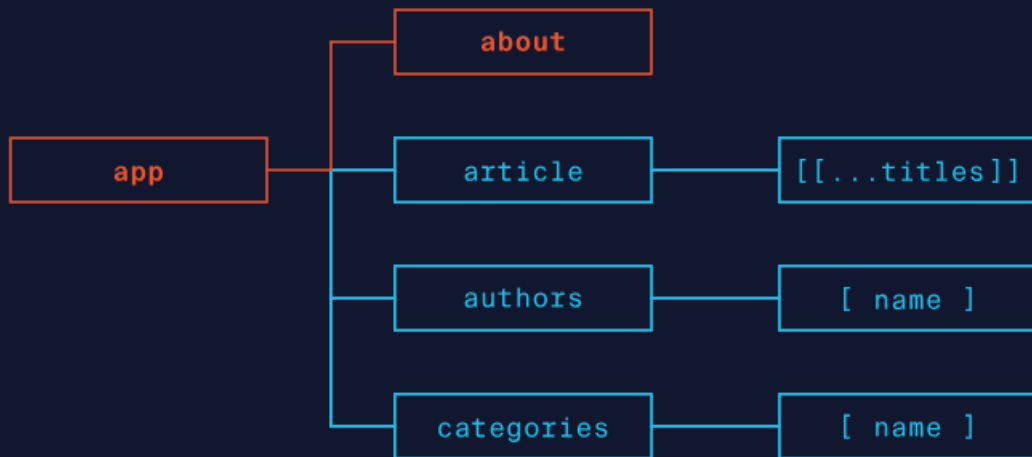 about
app
article
[[...titles]]
authors
[ name ]
categories
[ name ]